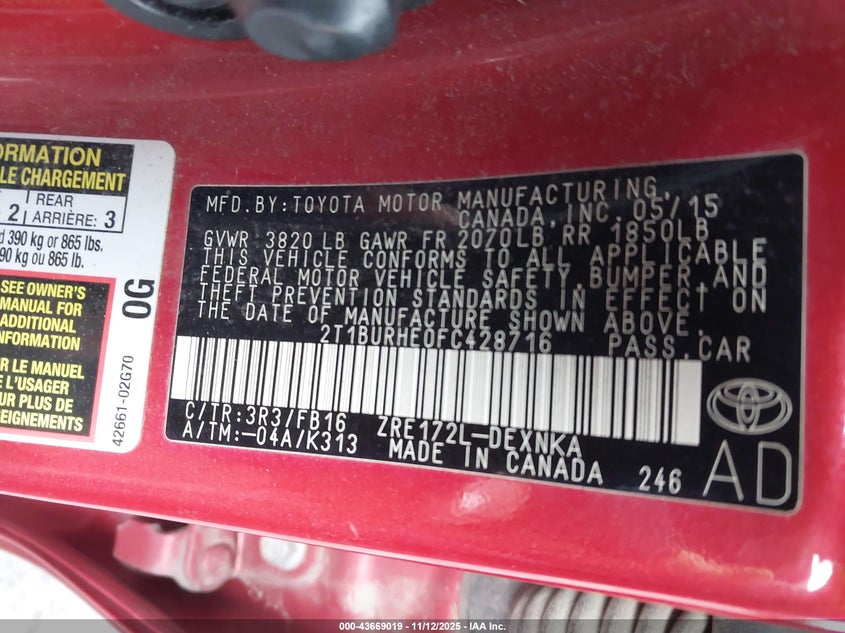 ORMATION
LE CHARGEMENT
REAR
2 ARRIÈRE: 3
390 kg or 865 lbs.
90 kg ou 865 lb.
SEE OWNER'S
MANUAL FOR
INFORMATION
R LE MANUEL
L'USAGER
PLUS DE
SEIGNEMENTS
OG
42661-02G70
MFD.BY:TOYOTA MOTOR MANUFACTURING,
CANADA,INC.05/15
GVWR 3820 LB GAWR FR 2070LB RR 1850LB
THIS VEHICLE CONFORMS TO ALL APPLICABLE
FEDERAL MOTOR VEHICLE SAFETY,BUMPER,AND
THEFT PREVENTION STANDARDS IN EFFECT ON
THE DATE OF MANUFACTURE SHOWN ABOVE.
2T1BURHE0FC428716 PASS.CAR
C/TR:3R3/FB16 ZRE172L-DEXNKA
A/TM:-04A/K313 MADE IN CANADA 246
AD
000-43669019 - 11/12/2025 - IAA Inc.